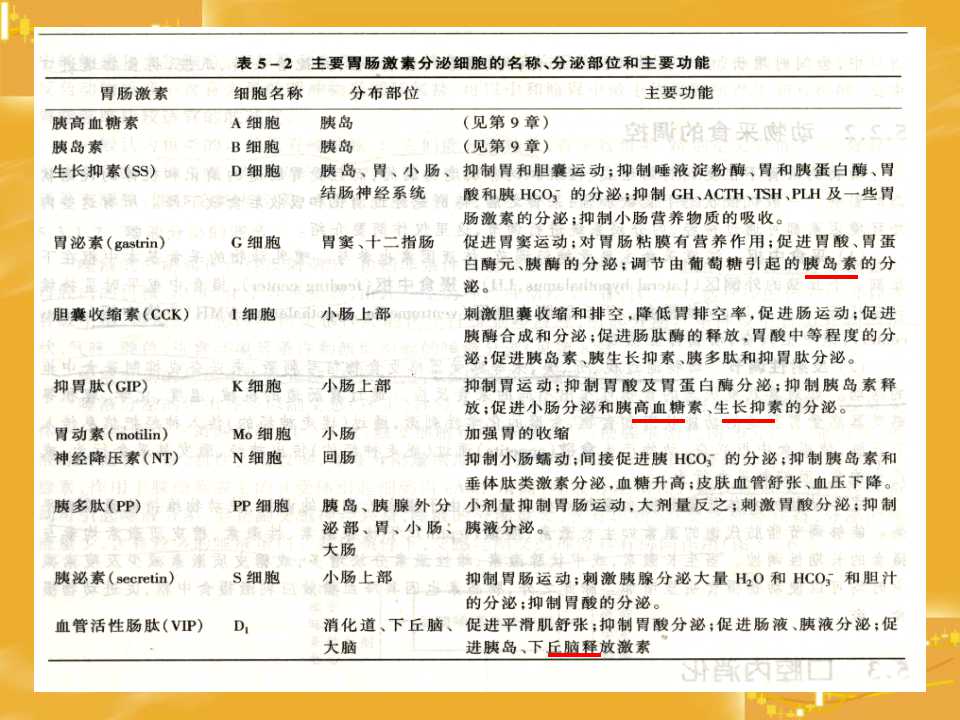 表 5-2 主要胃肠激素分泌细胞的名称、分泌部位和主要功能
胃肠激素 细胞名称 分布部位 主要功能
胰高血糖素 A 细胞 胰岛 (见第 9 章)
胰岛素 B 细胞 胰岛 (见第 9 章)
生长抑素(SS) D 细胞 胰岛、胃、小肠、 抑制胃和胆囊运动;抑制唾液淀粉酶、胃和胰蛋白酶、胃
结肠神经系统 酸和胰 HCO₃⁻ 的分泌;抑制 GH、ACTH、TSH、PLH 及一些胃
肠激素的分泌;抑制小肠营养物质的吸收。
胃泌素(gastrin) G 细胞 胃窦、十二指肠 促进胃窦运动;对胃肠粘膜有营养作用;促进胃酸、胃蛋
白酶元、胰酶的分泌;调节由葡萄糖引起的胰岛素的分
泌。
胆囊收缩素(CCK) I 细胞 小肠上部 刺激胆囊收缩和排空,降低胃排空率,促进肠运动;促进
胰酶合成和分泌;促进肠肽酶的释放,胃酸中等程度的分
泌;促进胰岛素、胰生长抑素、胰多肽和抑胃肽分泌。
抑胃肽(GIP) K 细胞 小肠上部 抑制胃运动;抑制胃酸及胃蛋白酶分泌;抑制胰岛素释
放;促进小肠分泌和胰高血糖素、生长抑素的分泌。
胃动素(motilin) Mo 细胞 小肠 加强胃的收缩
神经降压素(NT) N 细胞 回肠 抑制小肠蠕动;间接促进胰 HCO₃⁻ 的分泌;抑制胰岛素和
垂体肽类激素分泌,血糖升高;皮肤血管舒张、血压下降。
胰多肽(PP) PP 细胞 胰岛、胰腺外分 小剂量抑制胃肠运动,大剂量反之;刺激胃酸分泌;抑制
泌部、胃、小肠、 胰液分泌。
大肠
胰泌素(secretin) S 细胞 小肠上部 抑制胃肠运动;刺激胰腺分泌大量 H₂O 和 HCO₃⁻ 和胆汁
的分泌;抑制胃酸的分泌。
血管活性肠肽(VIP) D₁ 消化道、下丘脑、 促进平滑肌舒张;抑制胃酸分泌;促进肠液、胰液分泌;促
大脑 进胰岛、下丘脑释放激素